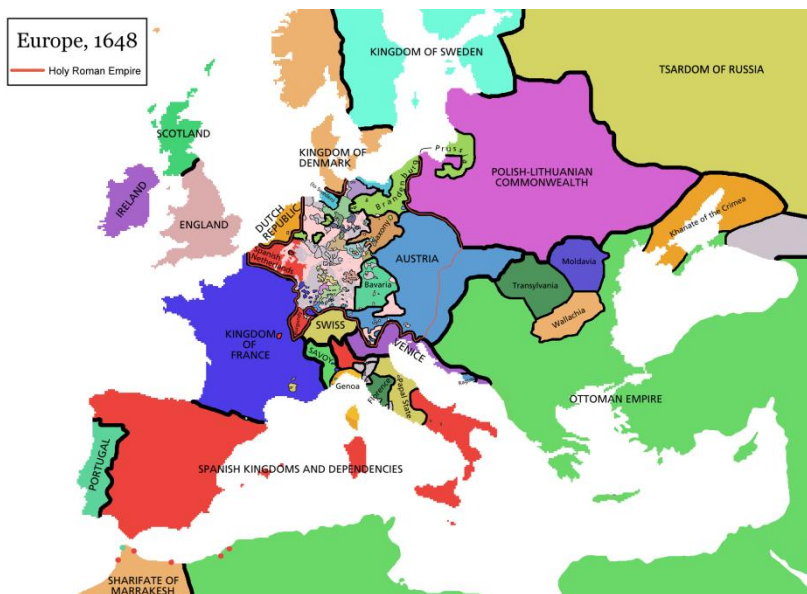 Europe, 1648
Holy Roman Empire
KINGDOM OF SWEDEN
TSARDOM OF RUSSIA
SCOTLAND
KINGDOM OF
DENMARK
Prussia
POLISH-LITHUANIAN
COMMONWEALTH
IRELAND
ENGLAND
DUTCH
REPUBLIC
Brandenburg
Saxony
Khanate of the Crimea
Spanish
Netherlands
AUSTRIA
Bavaria
Moldavia
Transylvania
Wallachia
KINGDOM
OF
FRANCE
SWISS
SAVOY
VENICE
Genoa
Florence
Papal State
OTTOMAN EMPIRE
PORTUGAL
SPANISH KINGDOMS AND DEPENDENCIES
SHARIFATE OF
MARRAKESH